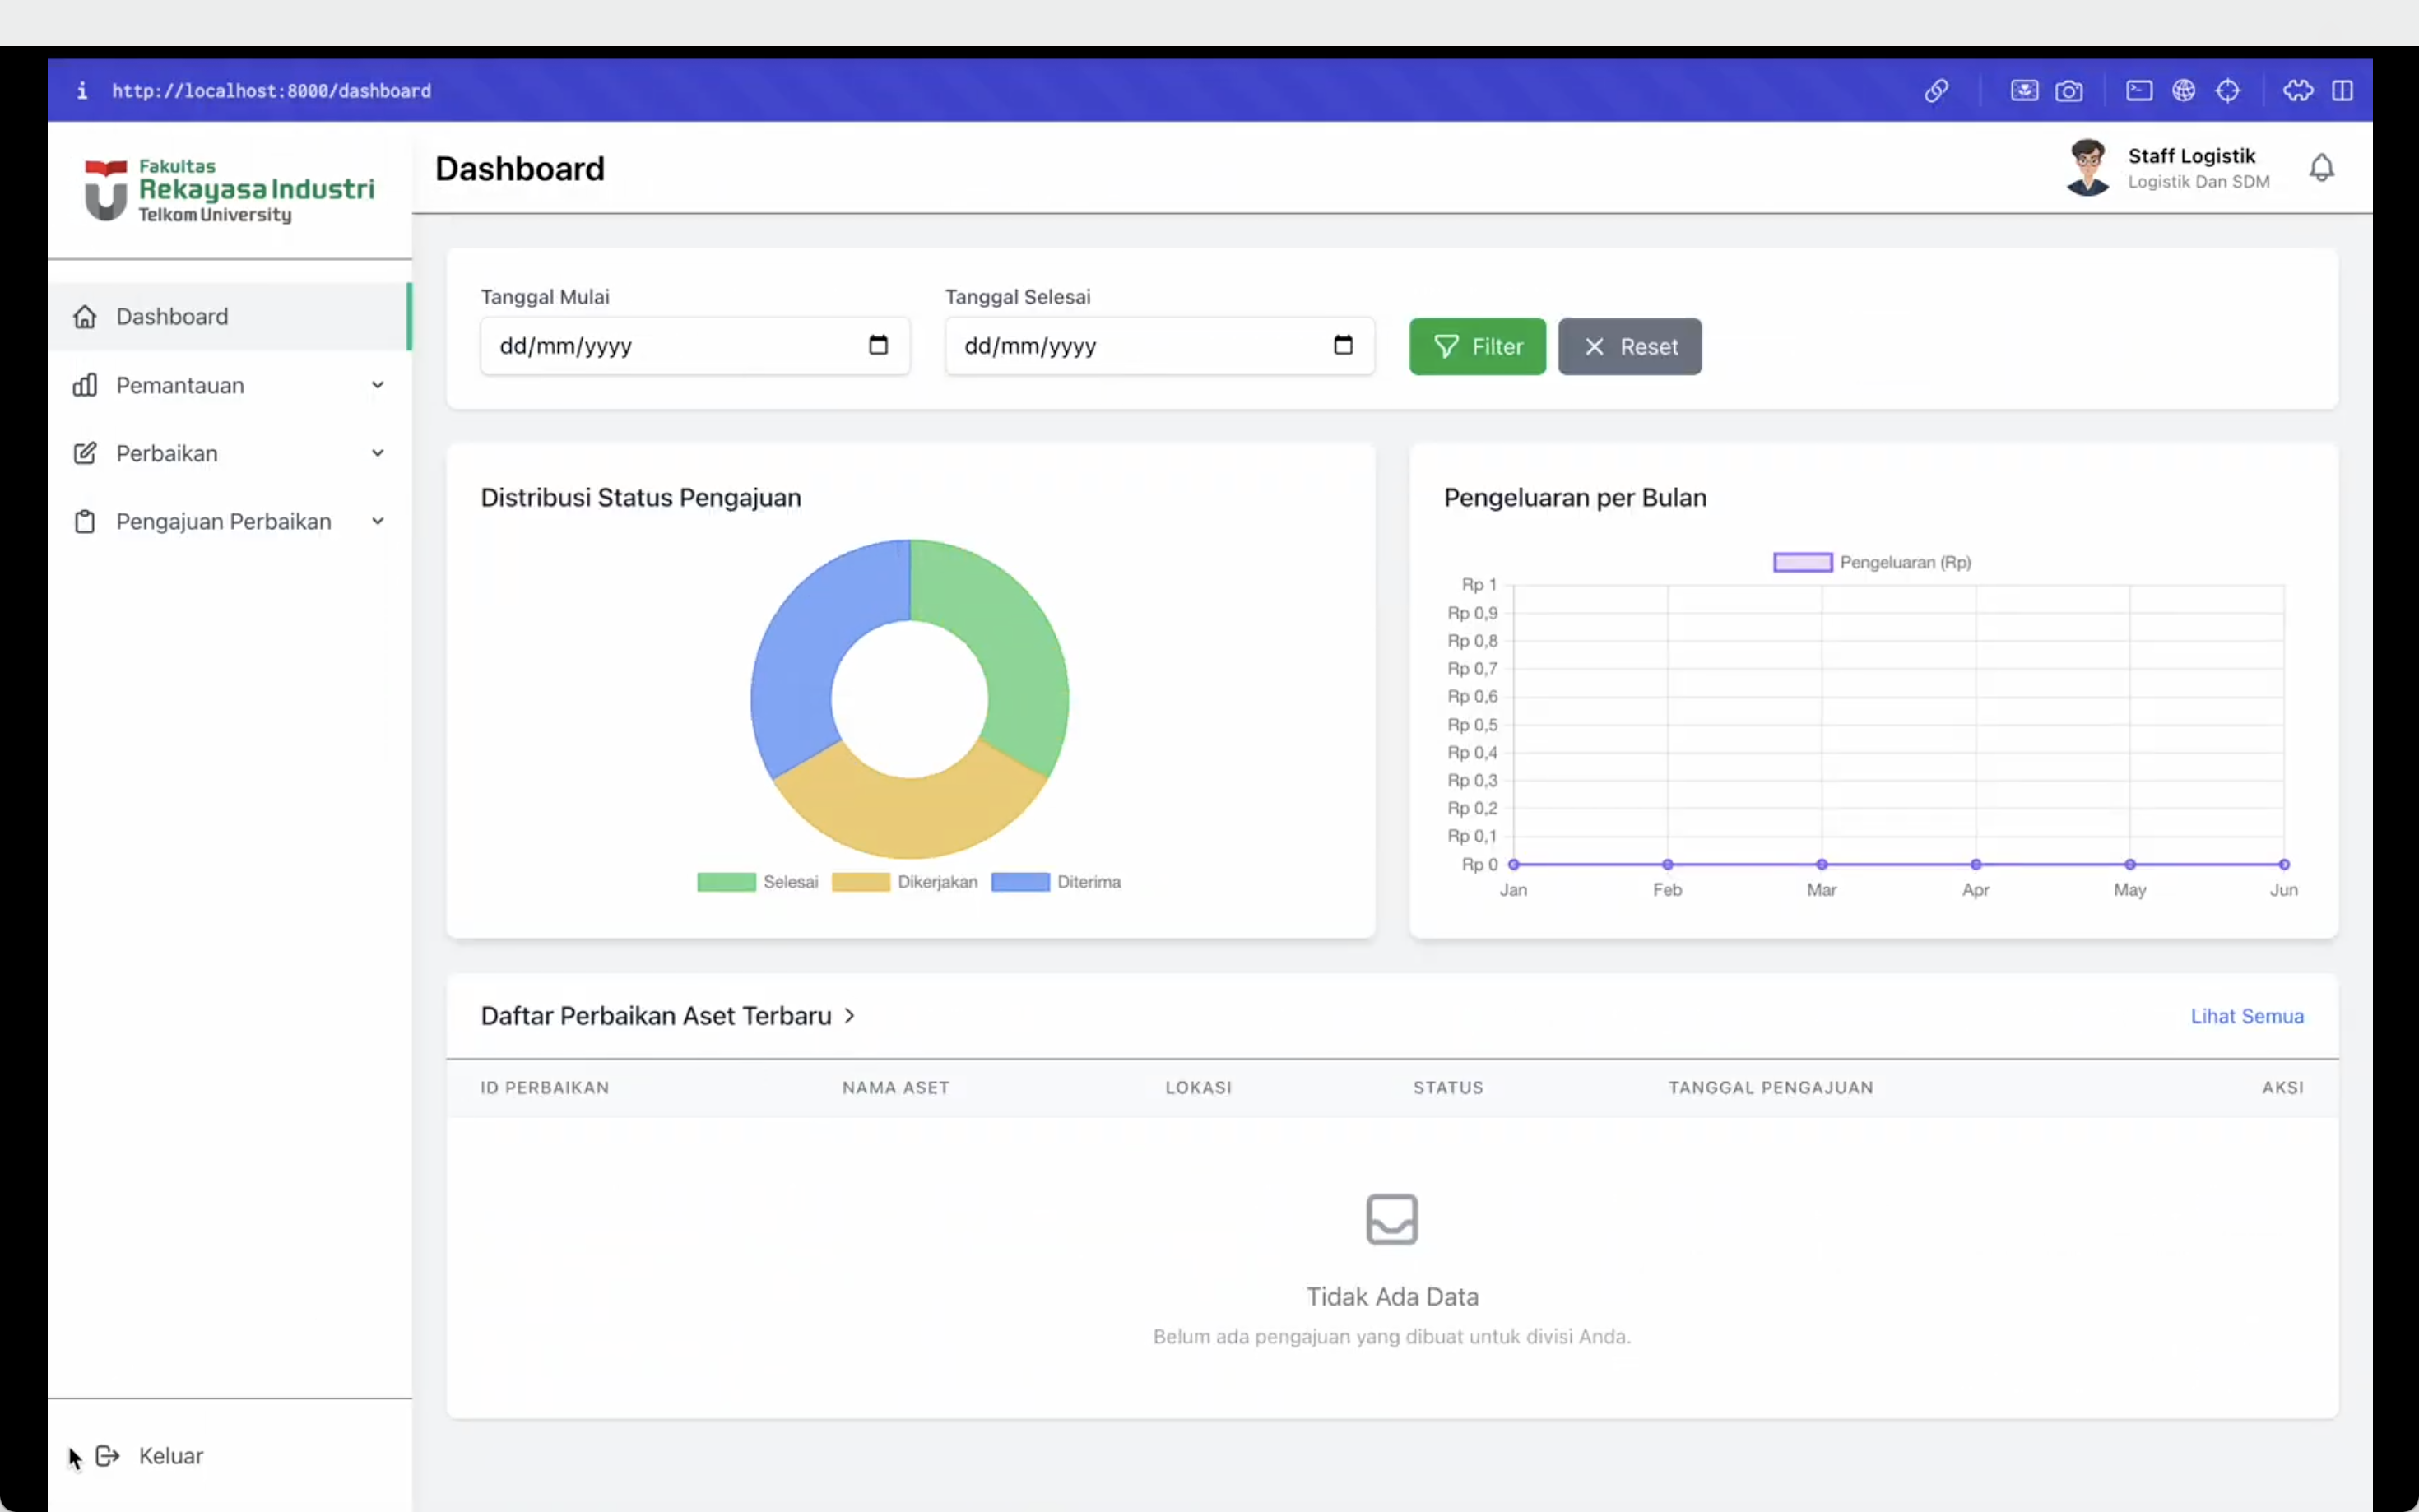 http://localhost:8000/dashboard
Fakultas
Rekayasa Industri
Telkom University
Dashboard
Staff Logistik
Logistik Dan SDM
Dashboard
Pemantauan
Perbaikan
Pengajuan Perbaikan
Keluar
Tanggal Mulai
dd/mm/yyyy
Tanggal Selesai
dd/mm/yyyy
Filter
Reset
Distribusi Status Pengajuan
Selesai Dikerjakan Diterima
Pengeluaran per Bulan
Pengeluaran (Rp)
Rp 1
Rp 0,9
Rp 0,8
Rp 0,7
Rp 0,6
Rp 0,5
Rp 0,4
Rp 0,3
Rp 0,2
Rp 0,1
Rp 0
Jan Feb Mar Apr May Jun
Daftar Perbaikan Aset Terbaru
Lihat Semua
ID PERBAIKAN NAMA ASET LOKASI STATUS TANGGAL PENGAJUAN AKSI
Tidak Ada Data
Belum ada pengajuan yang dibuat untuk divisi Anda.